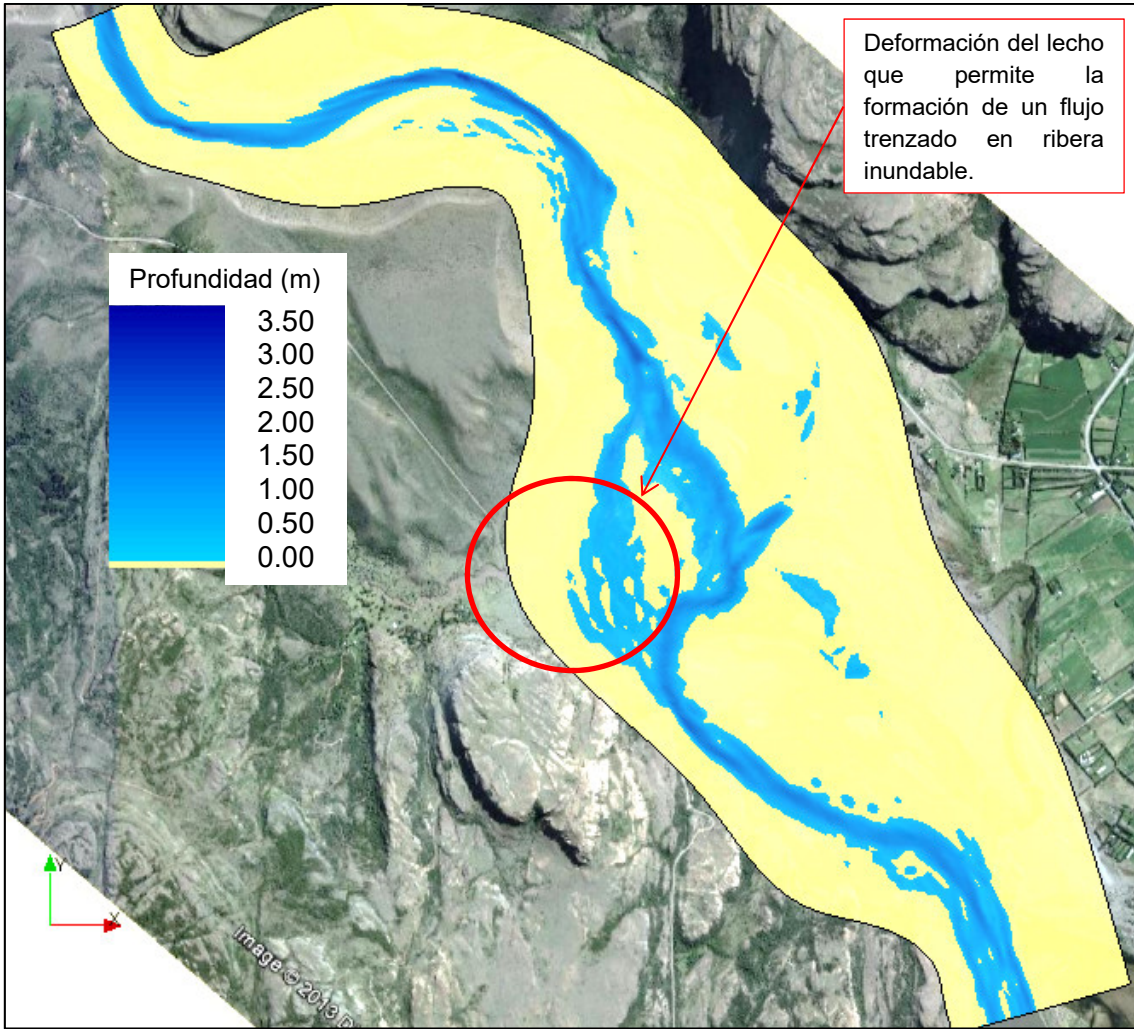 Deformación del lecho
que permite la
formación de un flujo
trenzado en ribera
inundable.
Profundidad (m)
3.50
3.00
2.50
2.00
1.50
1.00
0.50
0.00
Y
X
Image © 2013 D